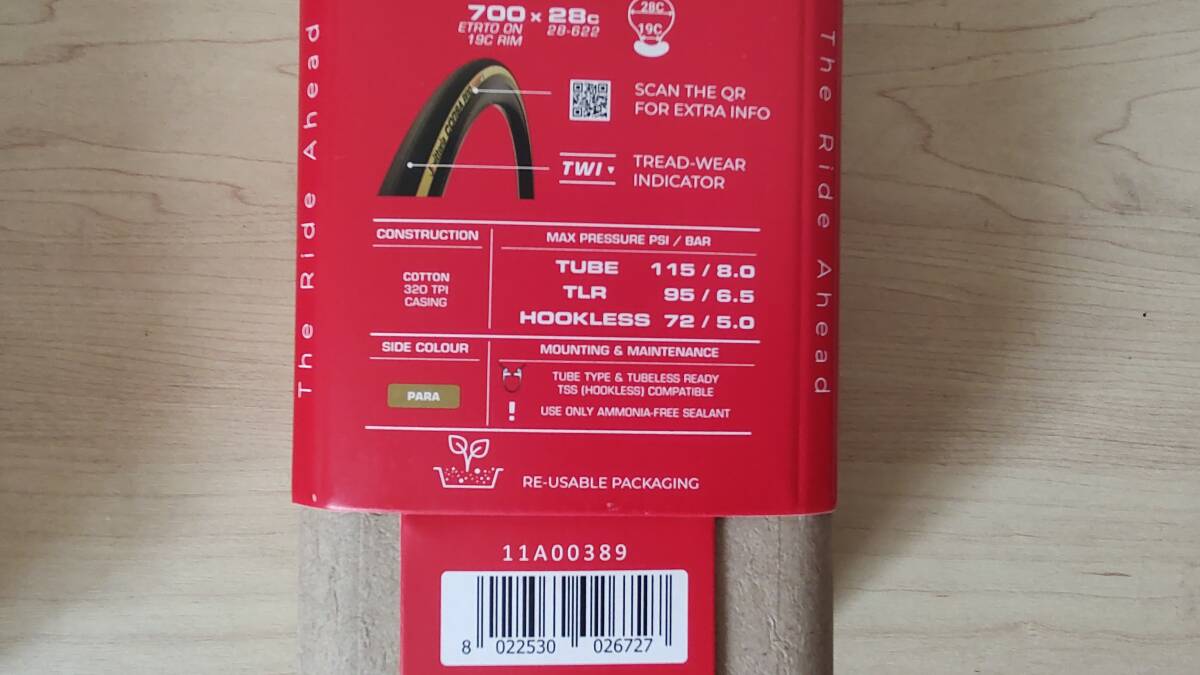 700 x 28c
ETRTO ON 28-622
19C RIM
28C
19C
SCAN THE QR
FOR EXTRA INFO
TWI
TREAD-WEAR
INDICATOR
CONSTRUCTION
COTTON
320 TPI
CASING
MAX PRESSURE PSI / BAR
TUBE 115 / 8.0
TLR 95 / 6.5
HOOKLESS 72 / 5.0
SIDE COLOUR
PARA
MOUNTING & MAINTENANCE
TUBE TYPE & TUBELESS READY
TSS (HOOKLESS) COMPATIBLE
! USE ONLY AMMONIA-FREE SEALANT
RE-USABLE PACKAGING
The Ride Ahead
The Ride Ahead
11A00389
8 022530 026727